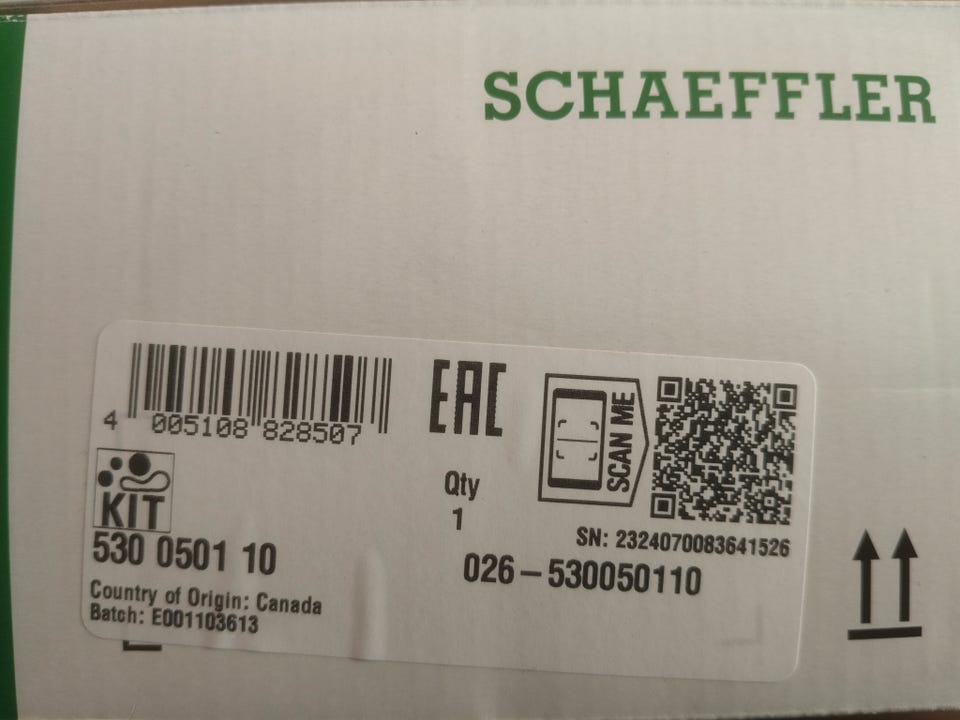 SCHAEFFLER
4 005108 828507
EAC
SCAN ME
KIT
Qty
1
SN: 2324070083641526
530 0501 10
026-530050110
Country of Origin: Canada
Batch: E001103613